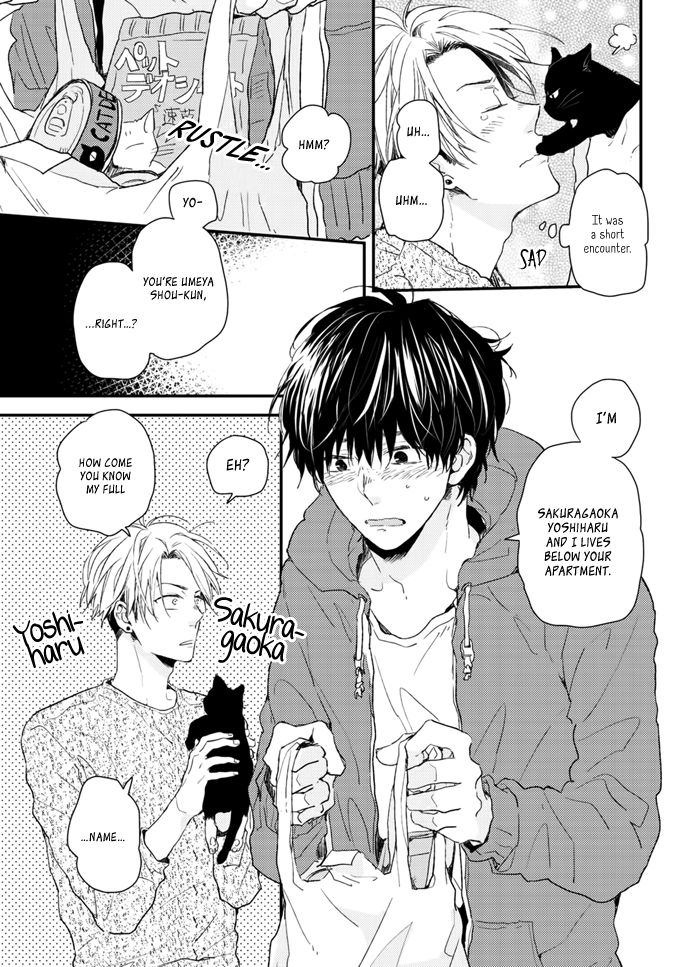 UH...
UHM...
It was
a short
encounter.
SAD
ペット
デオシート
速
CAT
RUSTLE...
HMM?
YO-
YOU'RE UMEYA
SHOU-KUN,
...RIGHT...?
I'M
SAKURAGAOKA
YOSHIHARU
AND I LIVES
BELOW YOUR
APARTMENT.
EH?
HOW COME
YOU KNOW
MY FULL
Sakura-
gaoka
Yoshi-
haru
...NAME...